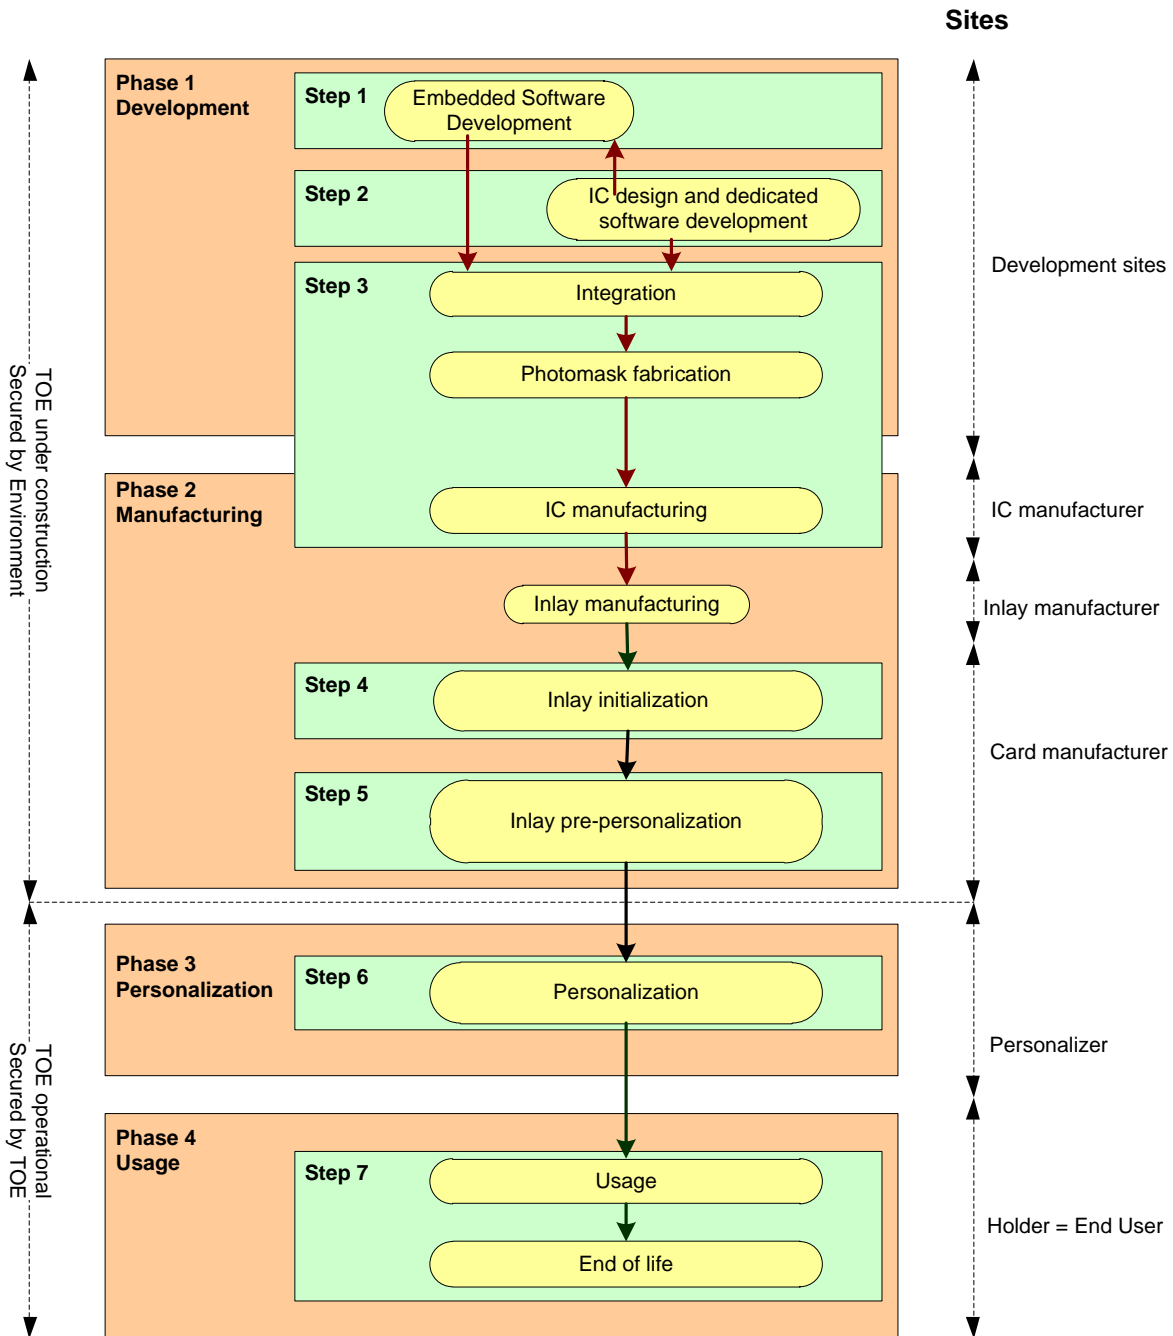 Sites
Phase 1
Development
Step 1
Embedded Software
Development
Step 2
IC design and dedicated
software development
Step 3
Integration
Photomask fabrication
Development sites
TOE under construction
Secured by Environment
Phase 2
Manufacturing
IC manufacturing
IC manufacturer
Inlay manufacturing
Inlay manufacturer
Step 4
Inlay initialization
Card manufacturer
Step 5
Inlay pre-personalization
Phase 3
Personalization
Step 6
Personalization
Personalizer
TOE operational
Secured by TOE
Phase 4
Usage
Step 7
Usage
Holder = End User
End of life